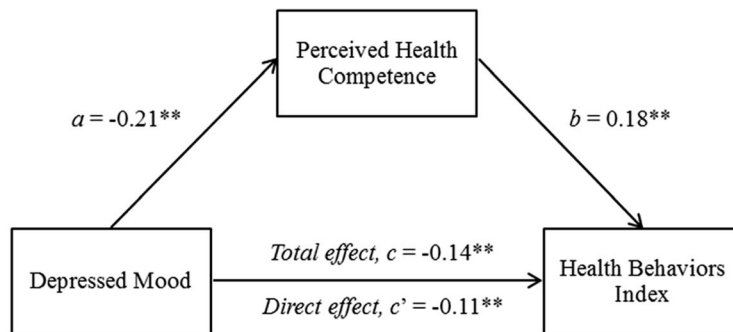 Perceived Health
Competence
a = -0.21**
b = 0.18**
Depressed Mood
Total effect, c = -0.14**
Direct effect, c’ = -0.11**
Health Behaviors
Index